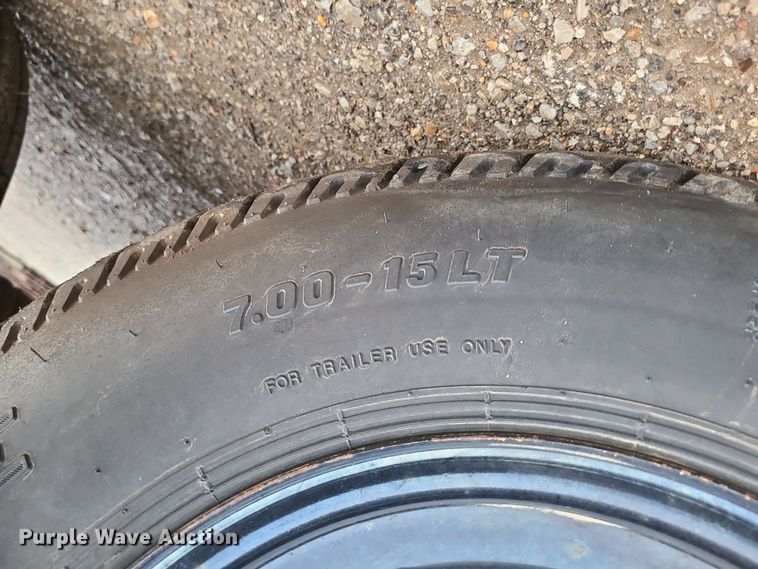 7.00-15LT
FOR TRAILER USE ONLY
Purple Wave Auction